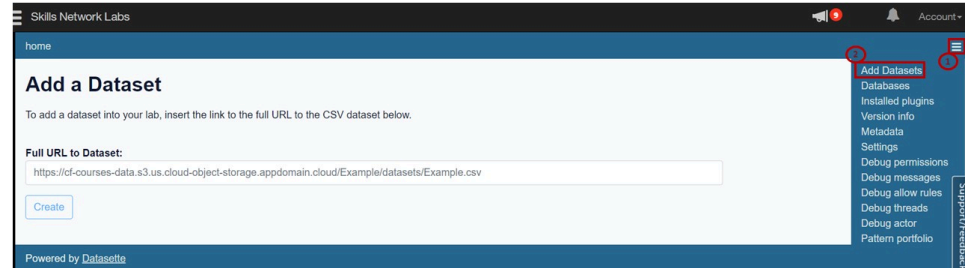 Skills Network Labs
9
Account
home
2
1
Add Datasets
Databases
Installed plugins
Version info
Metadata
Settings
Debug permissions
Debug messages
Debug allow rules
Debug threads
Debug actor
Pattern portfolio
Add a Dataset
To add a dataset into your lab, insert the link to the full URL to the CSV dataset below.
Full URL to Dataset:
https://cf-courses-data.s3.us.cloud-object-storage.appdomain.cloud/Example/datasets/Example.csv
Create
Support/Feedback
Powered by Datasette